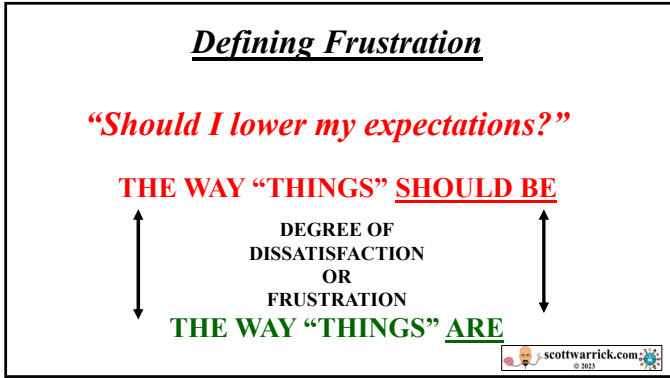 Defining Frustration
“Should I lower my expectations?”
THE WAY “THINGS” SHOULD BE
DEGREE OF
DISSATISFACTION
OR
FRUSTRATION
THE WAY “THINGS” ARE
scottwarrick.com
© 2023